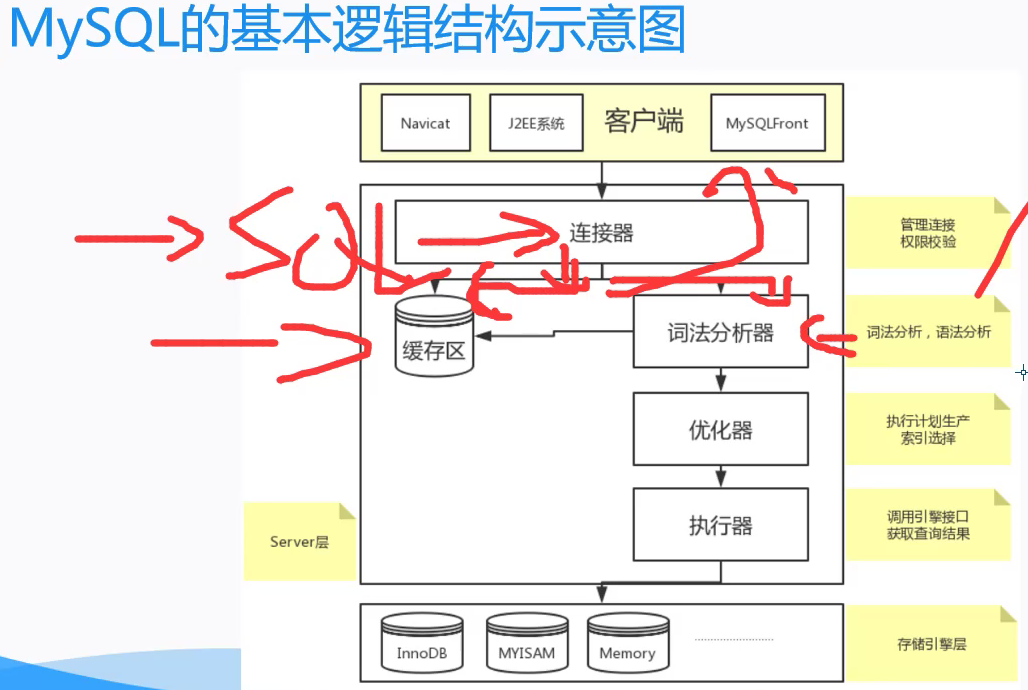 MySQL的基本逻辑结构示意图
Navicat
J2EE系统
客户端
MySQLFront
SQL
连接器
管理连接
权限校验
缓存区
词法分析器
词法分析，语法分析
优化器
执行计划生产
索引选择
执行器
调用引擎接口
获取查询结果
Server层
InnoDB
MYISAM
Memory
存储引擎层